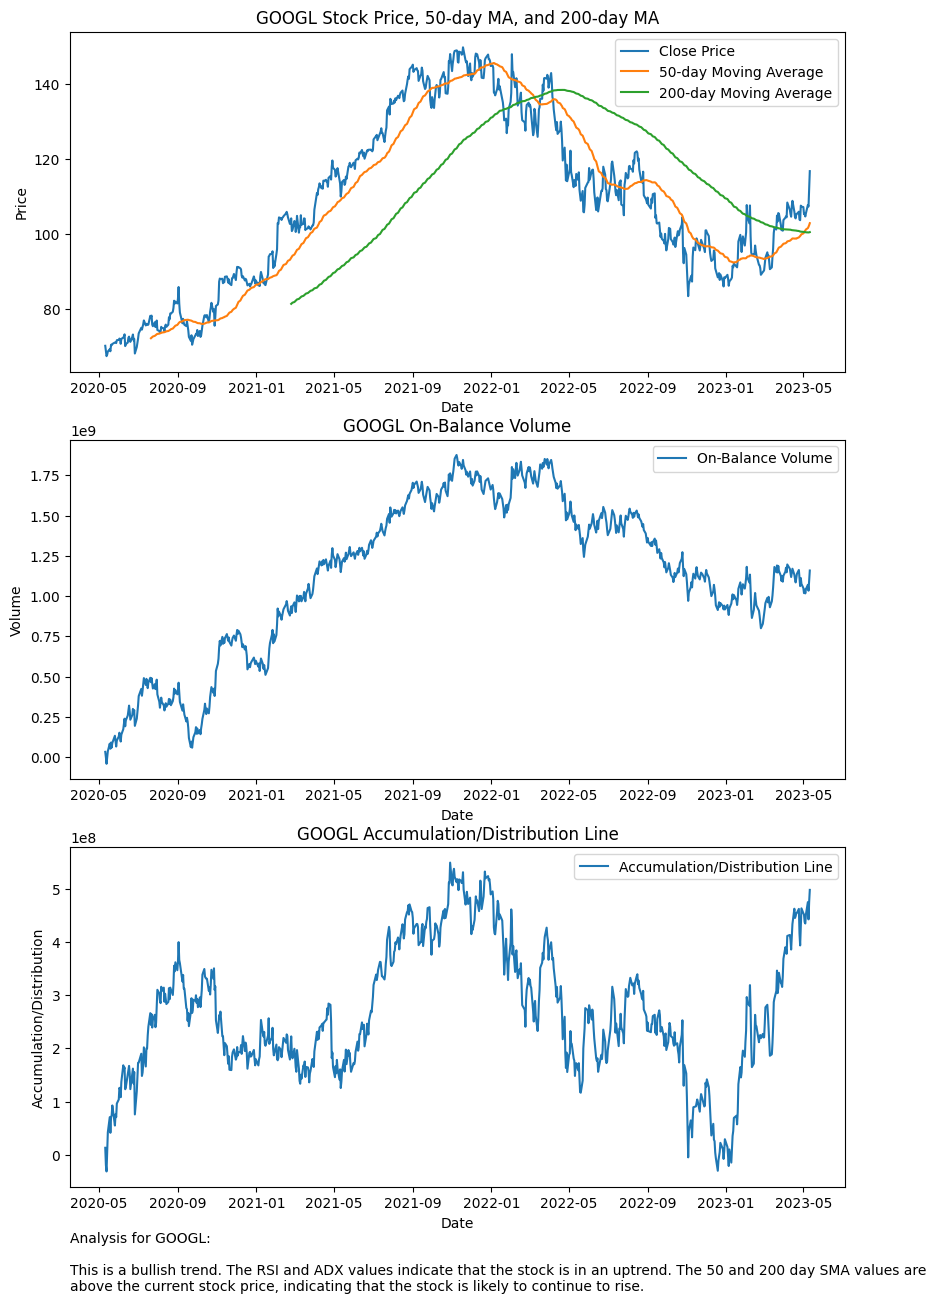 GOOGL Stock Price, 50-day MA, and 200-day MA
Close Price
50-day Moving Average
200-day Moving Average
Price
140
120
100
80
2020-05 2020-09 2021-01 2021-05 2021-09 2022-01 2022-05 2022-09 2023-01 2023-05
Date
GOOGL On-Balance Volume
1e9
On-Balance Volume
Volume
1.75
1.50
1.25
1.00
0.75
0.50
0.25
0.00
2020-05 2020-09 2021-01 2021-05 2021-09 2022-01 2022-05 2022-09 2023-01 2023-05
Date
GOOGL Accumulation/Distribution Line
1e8
Accumulation/Distribution Line
Accumulation/Distribution
5
4
3
2
1
0
2020-05 2020-09 2021-01 2021-05 2021-09 2022-01 2022-05 2022-09 2023-01 2023-05
Date
Analysis for GOOGL:
This is a bullish trend. The RSI and ADX values indicate that the stock is in an uptrend. The 50 and 200 day SMA values are
above the current stock price, indicating that the stock is likely to continue to rise.